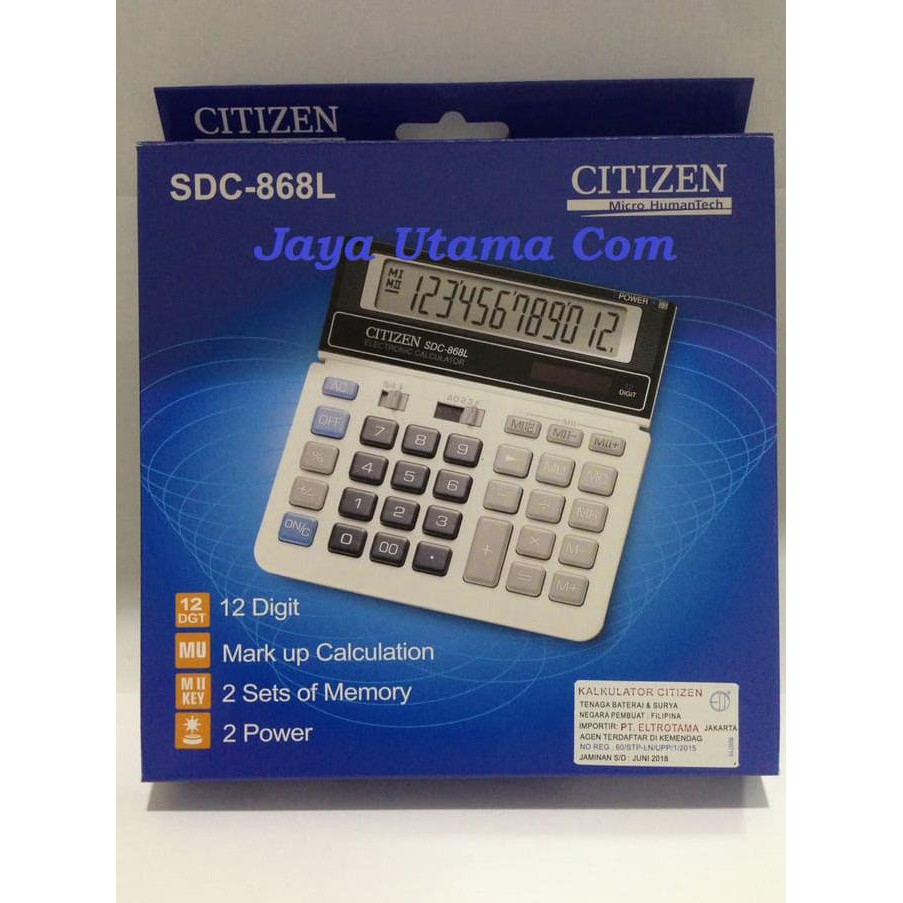 CITIZEN
SDC-868L
CITIZEN
Micro HumanTech
Jaya Utama Com
MI
MII
123456789012.
POWER
CITIZEN SDC-868L
ELECTRONIC CALCULATOR
12
DIGIT
AC
OFF
7
8
9
MII-
MII+
%
4
5
6
MU
MC
+/-
1
2
3
-
÷
MR
ON/C
0
00
.
+
×
M-
=
M+
12
DGT
12 Digit
MU
Mark up Calculation
M II
KEY
2 Sets of Memory
2 Power
KALKULATOR CITIZEN
TENAGA BATERAI & SURYA
NEGARA PEMBUAT : FILIPINA
IMPORTIR: PT. ELTROTAMA JAKARTA
AGEN TERDAFTAR DI KEMENDAG
NO REG : 60/STP-LN/UPP/1/2015
JAMINAN S/D : JUNI 2018